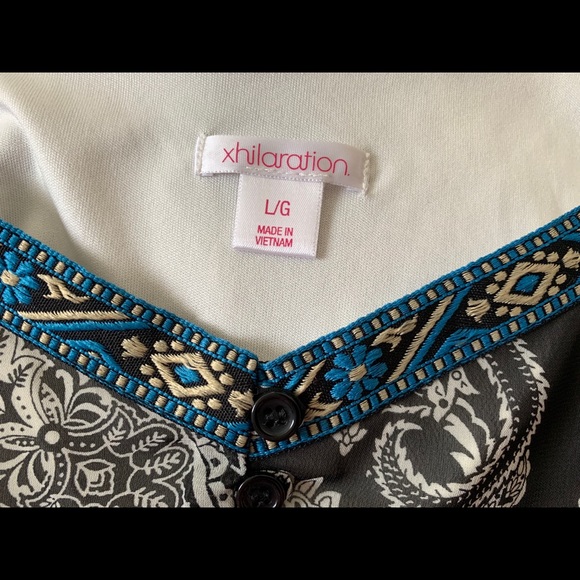 xhilaration.
L/G
MADE IN
VIETNAM